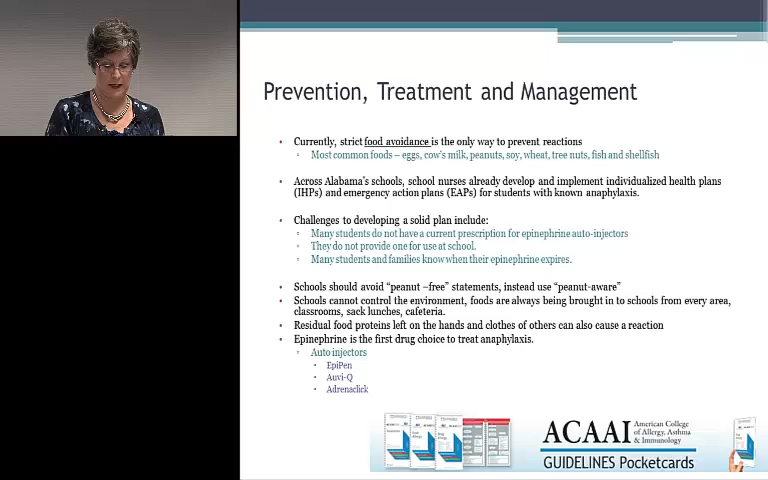 Prevention, Treatment and Management
• Currently, strict food avoidance is the only way to prevent reactions
▫ Most common foods – eggs, cow's milk, peanuts, soy, wheat, tree nuts, fish and shellfish
• Across Alabama's schools, school nurses already develop and implement individualized health plans
(IHPs) and emergency action plans (EAPs) for students with known anaphylaxis.
• Challenges to developing a solid plan include:
▫ Many students do not have a current prescription for epinephrine auto-injectors
▫ They do not provide one for use at school.
▫ Many students and families know when their epinephrine expires.
• Schools should avoid "peanut –free" statements, instead use "peanut-aware"
• Schools cannot control the environment, foods are always being brought in to schools from every area,
classrooms, sack lunches, cafeteria.
• Residual food proteins left on the hands and clothes of others can also cause a reaction
• Epinephrine is the first drug choice to treat anaphylaxis.
▫ Auto injectors
• EpiPen
• Auvi-Q
• Adrenaclick
ACAAI
American College
of Allergy, Asthma
& Immunology
GUIDELINES Pocketcards